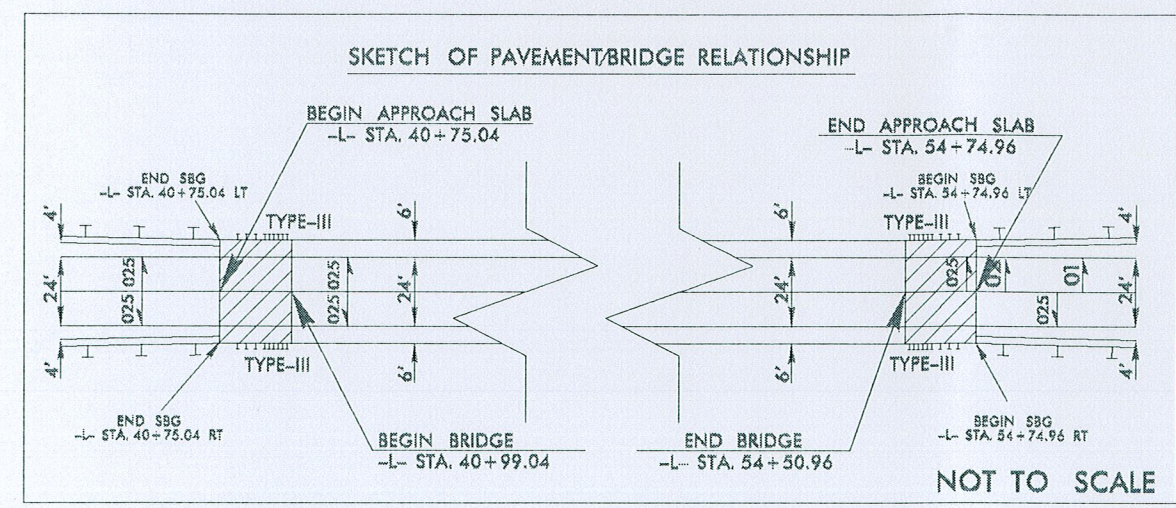 SKETCH OF PAVEMENT/BRIDGE RELATIONSHIP
BEGIN APPROACH SLAB
-L- STA. 40+75.04
END APPROACH SLAB
-L- STA. 54+74.96
END SBG
-L- STA. 40+75.04 LT
BEGIN SBG
-L- STA. 54+74.96 LT
4'
TYPE-III
6'
6'
TYPE-III
4'
24'
025
025
025
025
24'
24'
025
02
01
025
24'
4'
TYPE-III
6'
6'
TYPE-III
4'
END SBG
-L- STA. 40+75.04 RT
BEGIN BRIDGE
-L- STA. 40+99.04
END BRIDGE
-L- STA. 54+50.96
BEGIN SBG
-L- STA. 54+74.96 RT
NOT TO SCALE